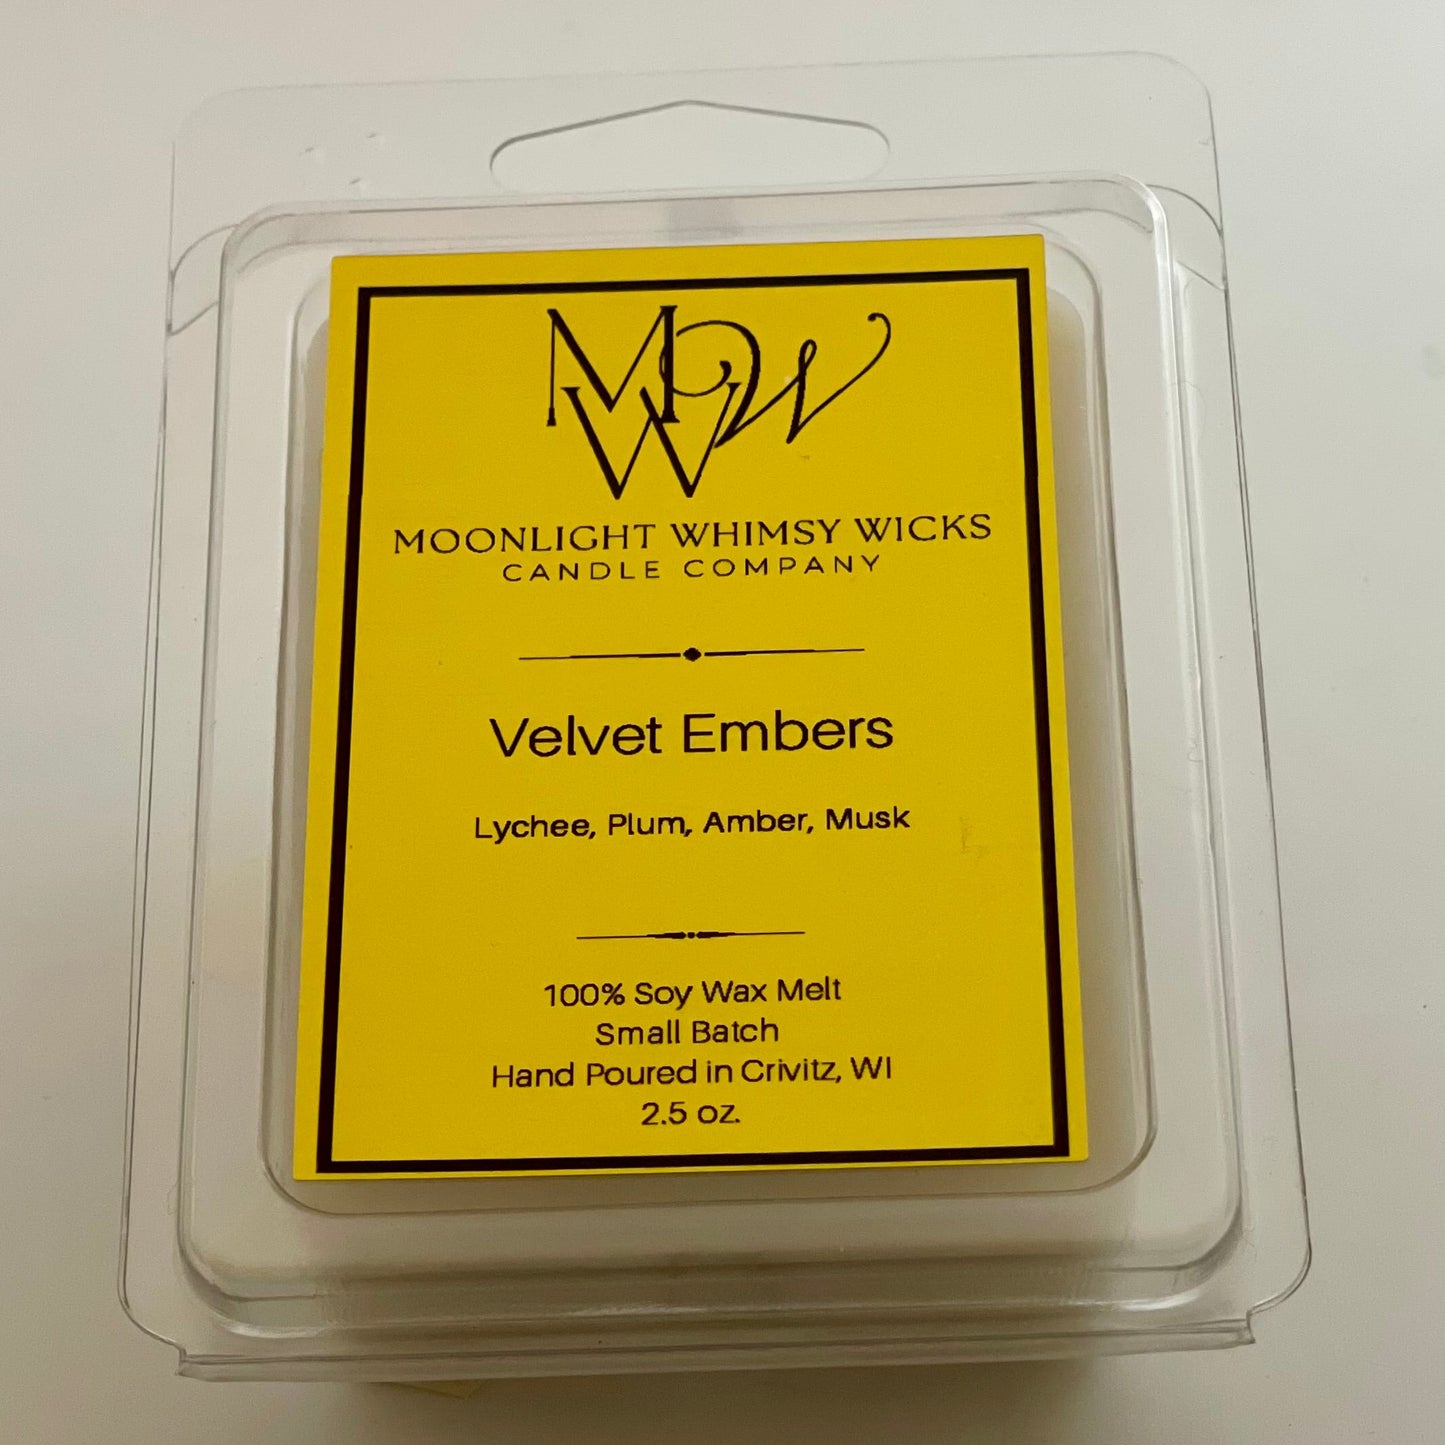 MWW
MOONLIGHT WHIMSY WICKS
CANDLE COMPANY
Velvet Embers
Lychee, Plum, Amber, Musk
100% Soy Wax Melt
Small Batch
Hand Poured in Crivitz, WI
2.5 oz.